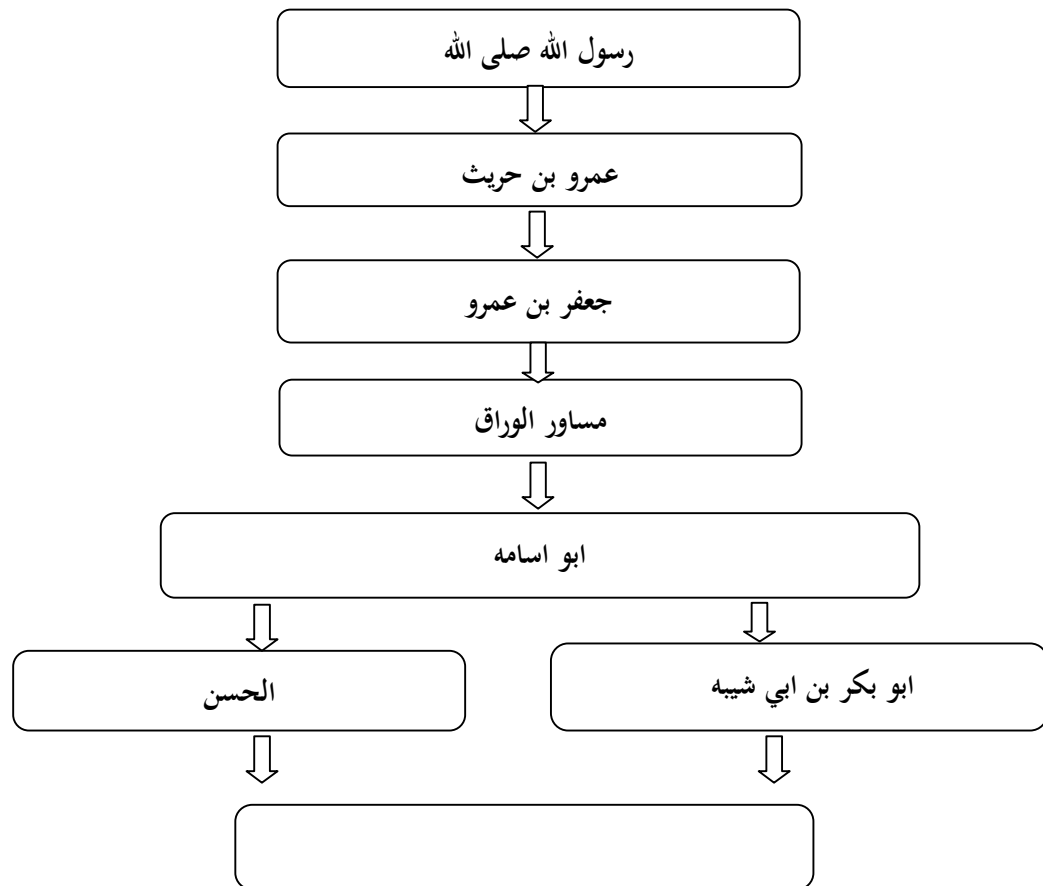 رسول الله صلى الله
عمرو بن حريث
جعفر بن عمرو
مساور الوراق
ابو اسامه
ابو بكر بن ابي شيبه
الحسن